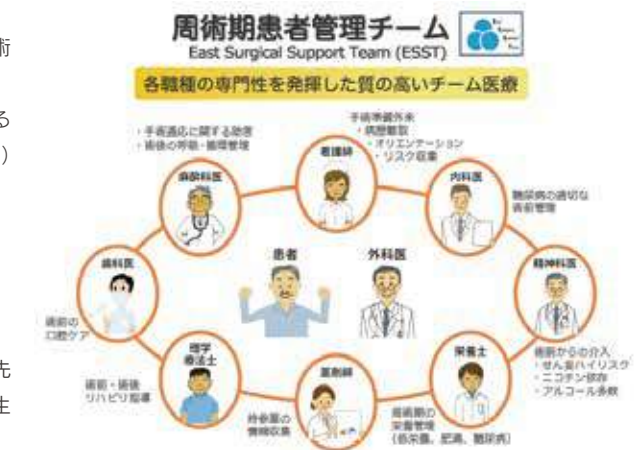 術
る
)
先
生
周術期患者管理チーム
East Surgical Support Team (ESST)
各職種の専門性を発揮した質の高いチーム医療
・手術適応に関する助言
・術後の呼吸・循環管理
麻酔科医
手術準備外来
・病歴聴取
・オリエンテーション
・リスク収集
看護師
内科医
糖尿病の適切な
術前管理
歯科医
患者
外科医
精神科医
術前の
口腔ケア
理学
療法士
薬剤師
栄養士
術前からの介入
・せん妄ハイリスク
・ニコチン依存
・アルコール多飲
術前・術後
リハビリ指導
持参薬の
情報収集
周術期の
栄養管理
(低栄養、肥満、糖尿病)